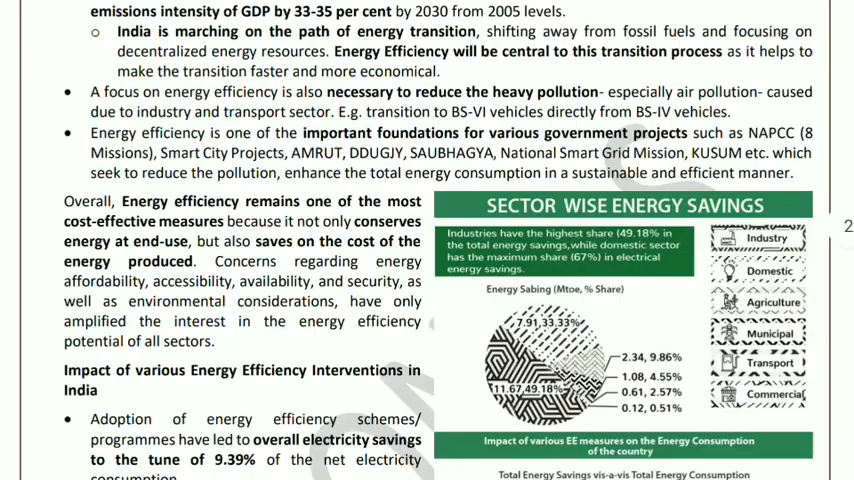 emissions intensity of GDP by 33-35 per cent by 2030 from 2005 levels.
o India is marching on the path of energy transition, shifting away from fossil fuels and focusing on
decentralized energy resources. Energy Efficiency will be central to this transition process as it helps to
make the transition faster and more economical.
• A focus on energy efficiency is also necessary to reduce the heavy pollution- especially air pollution- caused
due to industry and transport sector. E.g. transition to BS-VI vehicles directly from BS-IV vehicles.
• Energy efficiency is one of the important foundations for various government projects such as NAPCC (8
Missions), Smart City Projects, AMRUT, DDUGJY, SAUBHAGYA, National Smart Grid Mission, KUSUM etc. which
seek to reduce the pollution, enhance the total energy consumption in a sustainable and efficient manner.
Overall, Energy efficiency remains one of the most
cost-effective measures because it not only conserves
energy at end-use, but also saves on the cost of the
energy produced. Concerns regarding energy
affordability, accessibility, availability, and security, as
well as environmental considerations, have only
amplified the interest in the energy efficiency
potential of all sectors.
Impact of various Energy Efficiency Interventions in
India
• Adoption of energy efficiency schemes/
programmes have led to overall electricity savings
to the tune of 9.39% of the net electricity
consumption
SECTOR WISE ENERGY SAVINGS
Industries have the highest share (49.18% in
the total energy savings,while domestic sector
has the maximum share (67%) in electrical
energy savings.
Energy Sabing (Mtoe, % Share)
7.91,33.33%
11.67,49.18%
2.34, 9.86%
1.08, 4.55%
0.61, 2.57%
0.12, 0.51%
Industry
Domestic
Agriculture
Municipal
Transport
Commercial
Impact of various EE measures on the Energy Consumption
of the country
Total Energy Savings vis-a-vis Total Energy Consumption
2